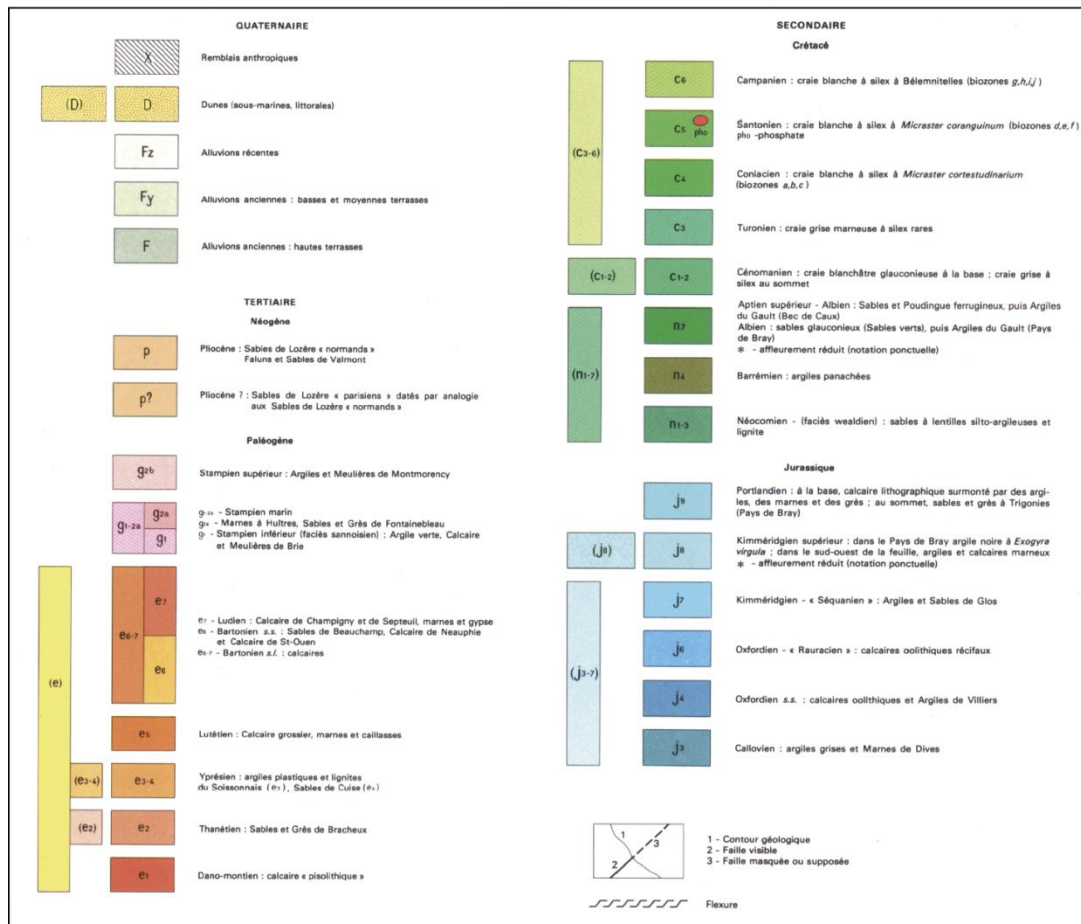 QUATERNAIRE
X
Remblais anthropiques
(D)
D
Dunes (sous-marines, littorales)
Fz
Alluvions récentes
Fy
Alluvions anciennes : basses et moyennes terrasses
F
Alluvions anciennes : hautes terrasses
TERTIAIRE
Néogène
p
Pliocène : Sables de Lozère « normands »
Faluns et Sables de Valmont
p?
Pliocène ? : Sables de Lozère « parisiens » datés par analogie
aux Sables de Lozère « normands »
Paléogène
g2b
Stampien supérieur : Argiles et Meulières de Montmorency
g1-2a
g2a
g1
g1-2a - Stampien marin
g2a - Marnes à Huîtres, Sables et Grès de Fontainebleau
g1 - Stampien inférieur (faciès sannoisien) : Argile verte, Calcaire
et Meulières de Brie
(e)
e6-7
e7
e6
e7 - Ludien : Calcaire de Champigny et de Septeuil, marnes et gypse
e6 - Bartonien s.s. : Sables de Beauchamp, Calcaire de Neauphle
et Calcaire de St-Ouen
e6-7 - Bartonien s.l. : calcaires
e5
Lutétien : Calcaire grossier, marnes et caillasses
(e3-4)
e3-4
Yprésien : argiles plastiques et lignites
du Soissonnais (e3), Sables de Cuise (e4)
(e2)
e2
Thanétien : Sables et Grès de Bracheux
e1
Dano-montien : calcaire « pisolithique »
SECONDAIRE
Crétacé
(C3-6)
C6
Campanien : craie blanche à silex à Bélemnitelles (biozones g,h,i,j)
C5
pho
Santonien : craie blanche à silex à Micraster coranguinum (biozones d,e,f)
pho -phosphate
C4
Coniacien : craie blanche à silex à Micraster cortestudinarium
(biozones a,b,c)
C3
Turonien : craie grise marneuse à silex rares
(C1-2)
C1-2
Cénomanien : craie blanchâtre glauconieuse à la base ; craie grise à
silex au sommet
(n1-7)
n7
Aptien supérieur - Albien : Sables et Poudingue ferrugineux, puis Argiles
du Gault (Bec de Caux)
Albien : sables glauconieux (Sables verts), puis Argiles du Gault (Pays
de Bray)
* - affleurement réduit (notation ponctuelle)
n4
Barrémien : argiles panachées
n1-3
Néocomien - (faciès wealdien) : sables à lentilles silto-argileuses et
lignite
Jurassique
j9
Portlandien : à la base, calcaire lithographique surmonté par des argi-
les, des marnes et des grès ; au sommet, sables et grès à Trigonies
(Pays de Bray)
(j8)
j8
Kimméridgien supérieur : dans le Pays de Bray argile noire à Exogyra
virgula ; dans le sud-ouest de la feuille, argiles et calcaires marneux
* - affleurement réduit (notation ponctuelle)
(j3-7)
j7
Kimméridgien - « Séquanien » : Argiles et Sables de Glos
j6
Oxfordien - « Rauracien » : calcaires oolithiques récifaux
j4
Oxfordien s.s. : calcaires oolithiques et Argiles de Villiers
j3
Callovien : argiles grises et Marnes de Dives
1
3
2
1 - Contour géologique
2 - Faille visible
3 - Faille masquée ou supposée
Flexure